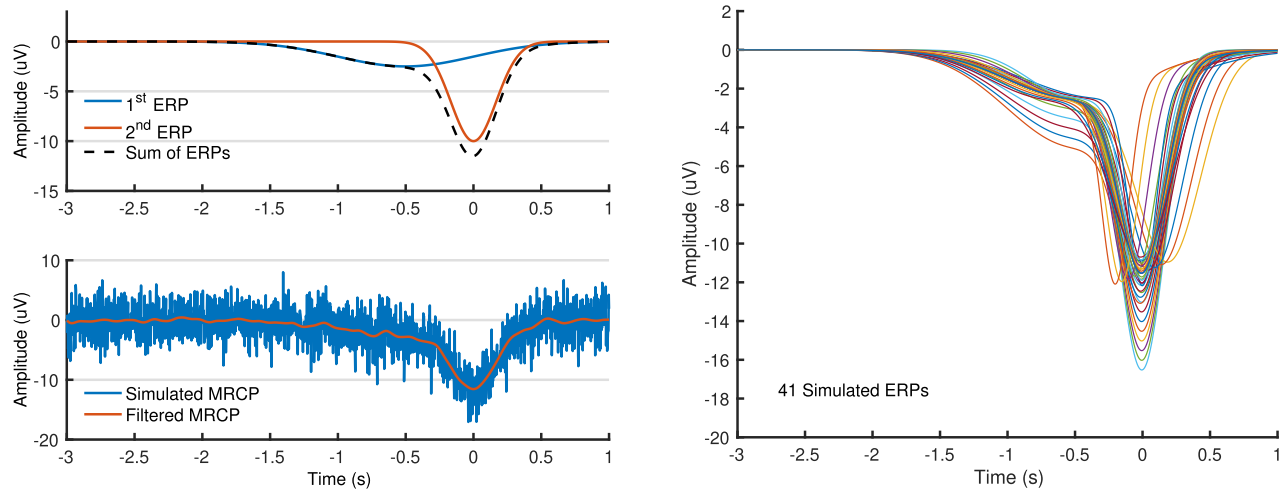 0
-5
-10
-15
Amplitude (uV)
1st ERP
2nd ERP
Sum of ERPs
-3 -2.5 -2 -1.5 -1 -0.5 0 0.5 1
10
0
-10
-20
Amplitude (uV)
Simulated MRCP
Filtered MRCP
-3 -2.5 -2 -1.5 -1 -0.5 0 0.5 1
Time (s)
2
0
-2
-4
-6
-8
-10
-12
-14
-16
-18
-20
Amplitude (uV)
41 Simulated ERPs
-3 -2.5 -2 -1.5 -1 -0.5 0 0.5 1
Time (s)